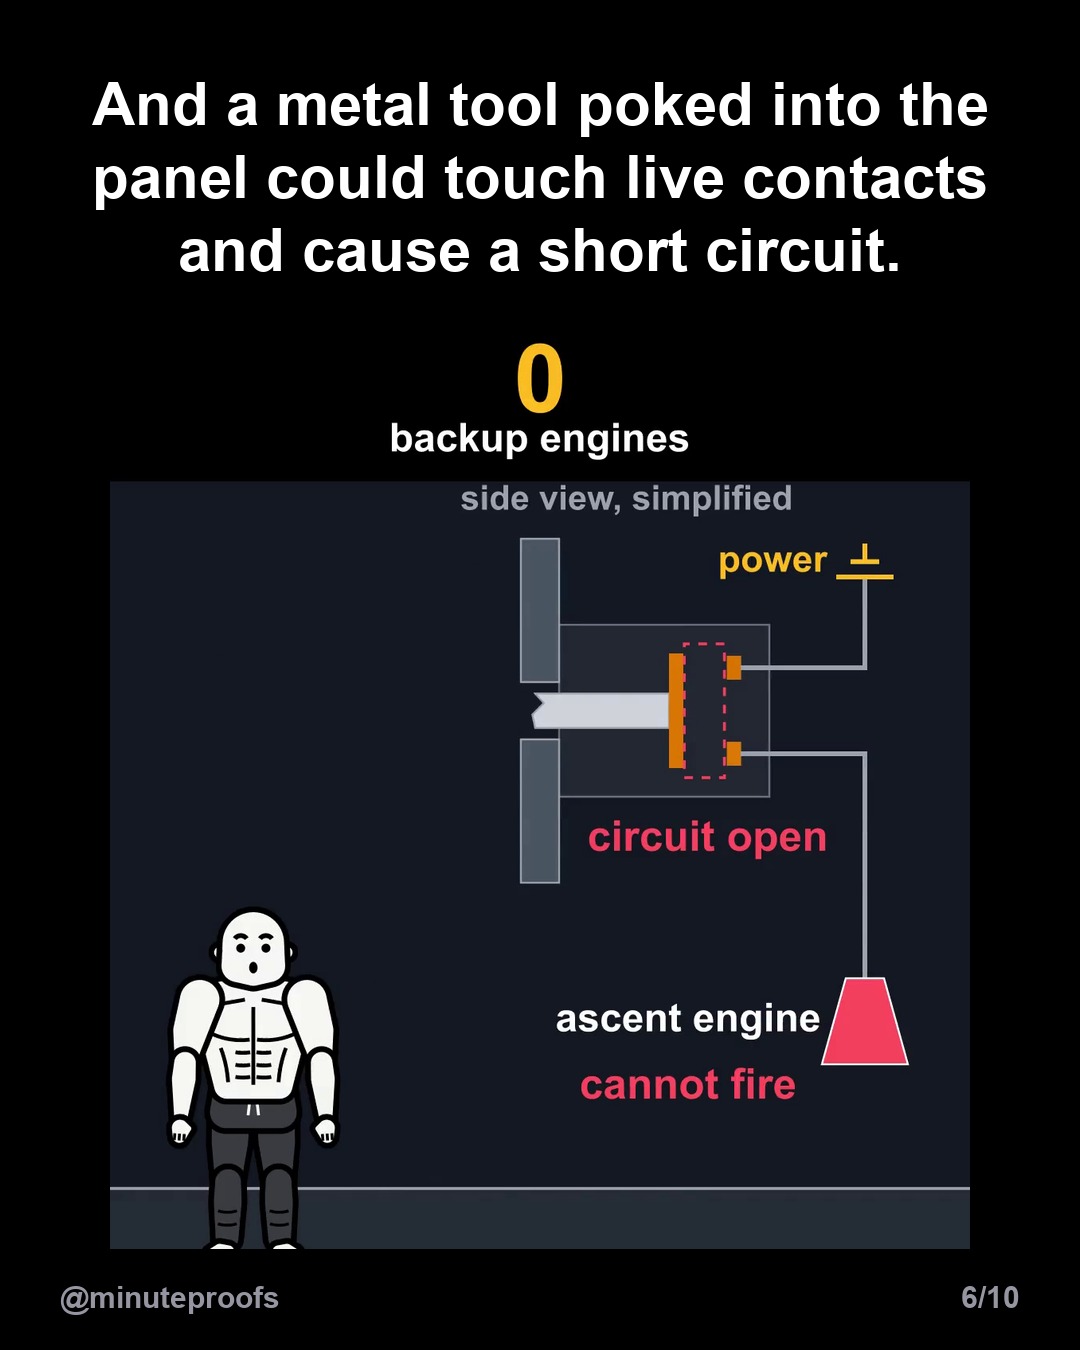 And a metal tool poked into the
panel could touch live contacts
and cause a short circuit.
0
backup engines
side view, simplified
power
circuit open
ascent engine
cannot fire
@minuteproofs
6/10